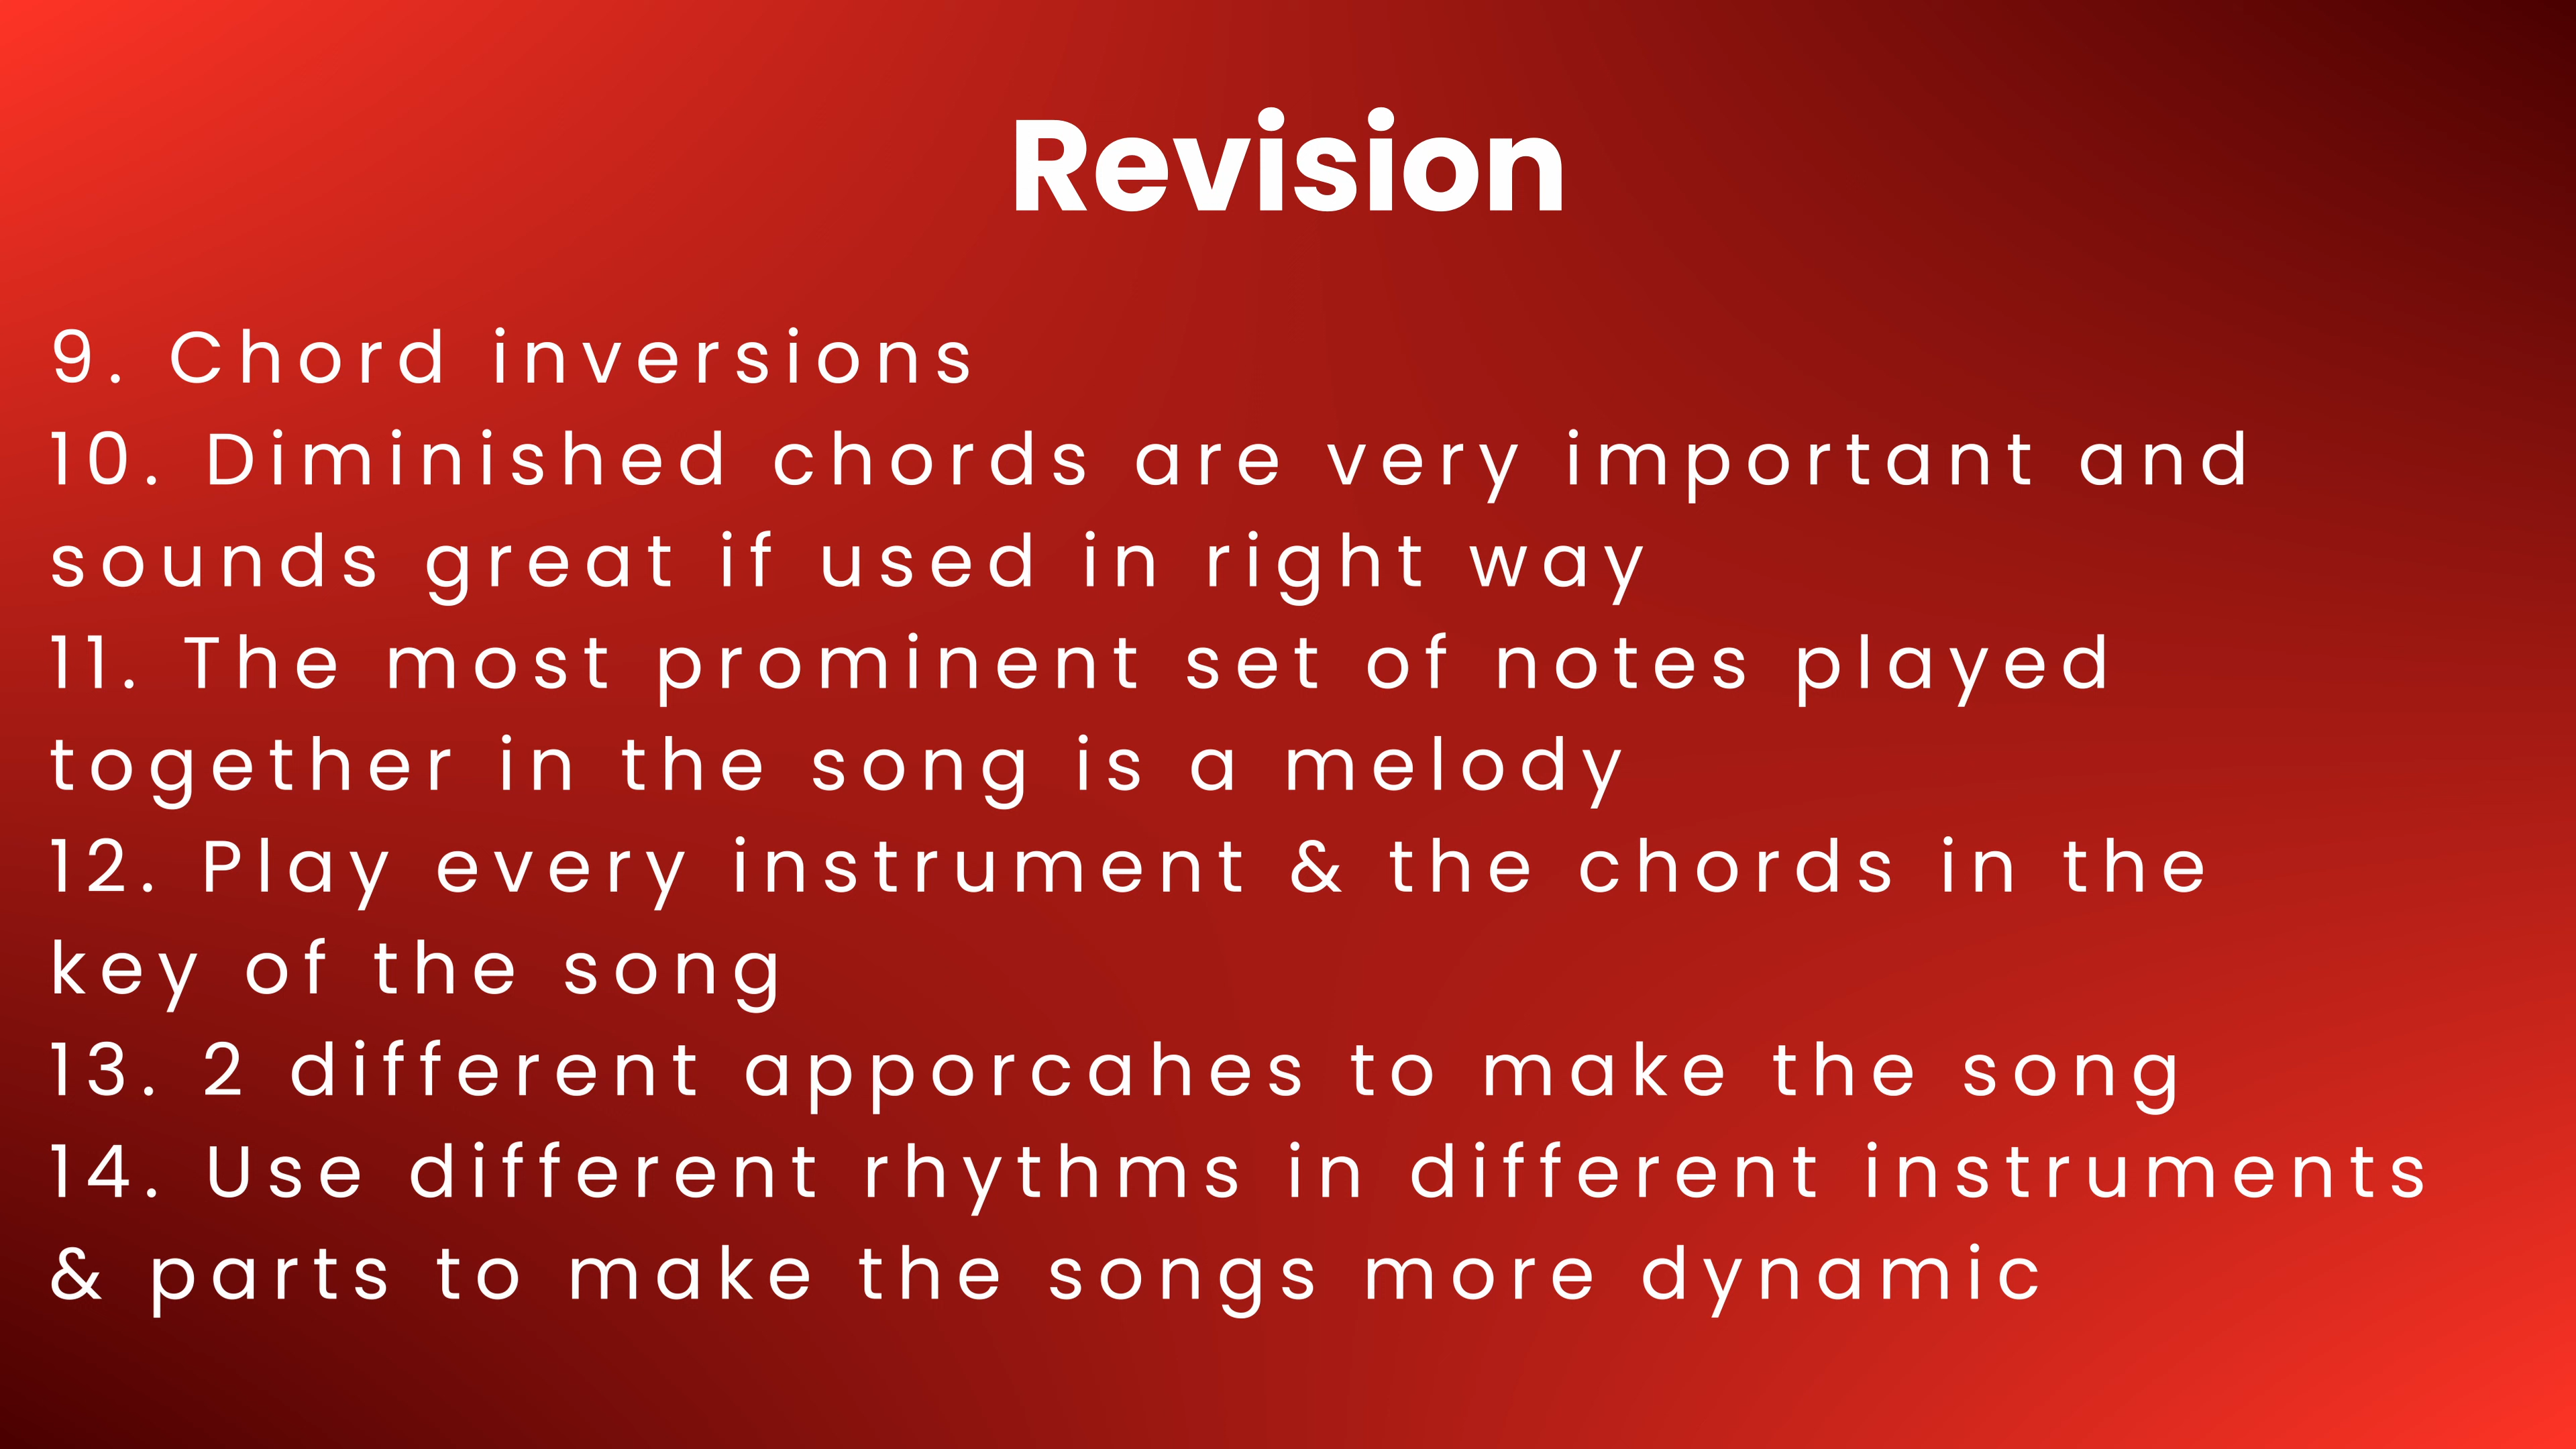 Revision
9. Chord inversions
10. Diminished chords are very important and
sounds great if used in right way
11. The most prominent set of notes played
together in the song is a melody
12. Play every instrument & the chords in the
key of the song
13. 2 different apporcahes to make the song
14. Use different rhythms in different instruments
& parts to make the songs more dynamic